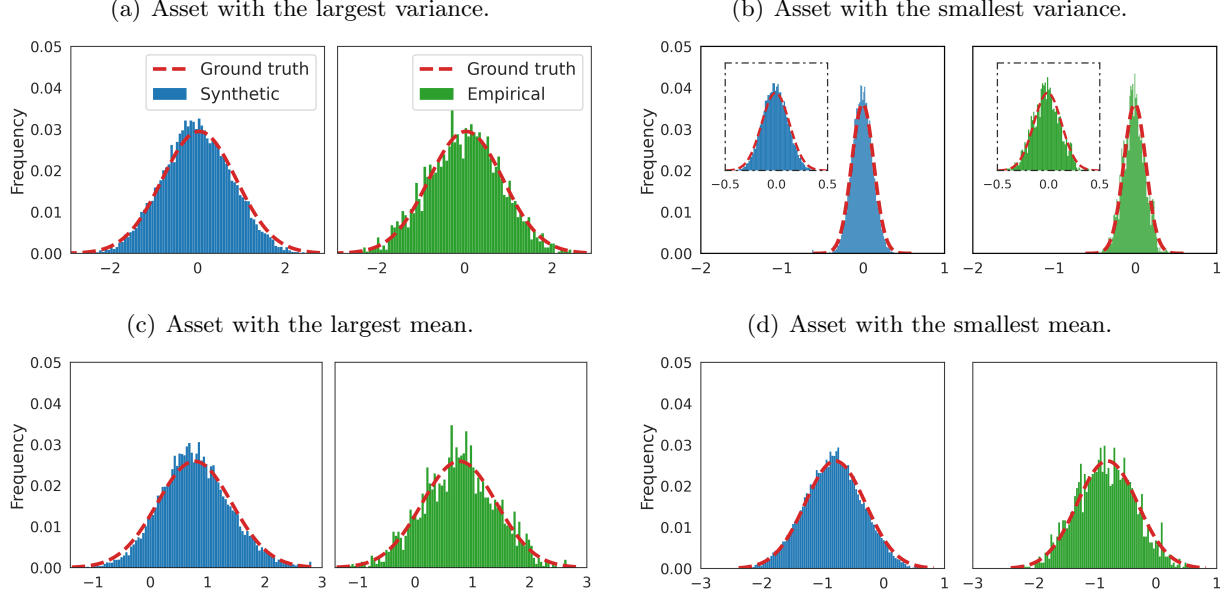 (a) Asset with the largest variance.
0.05
0.04
0.03
0.02
0.01
0.00
Frequency
Ground truth
Synthetic
−2 0 2
Ground truth
Empirical
−2 0 2
(b) Asset with the smallest variance.
0.05
0.04
0.03
0.02
0.01
0.00
Frequency
−0.5 0.0 0.5
−2 −1 0 1
−0.5 0.0 0.5
−2 −1 0 1
(c) Asset with the largest mean.
0.05
0.04
0.03
0.02
0.01
0.00
Frequency
−1 0 1 2 3
−1 0 1 2 3
(d) Asset with the smallest mean.
0.05
0.04
0.03
0.02
0.01
0.00
Frequency
−3 −2 −1 0 1
−3 −2 −1 0 1